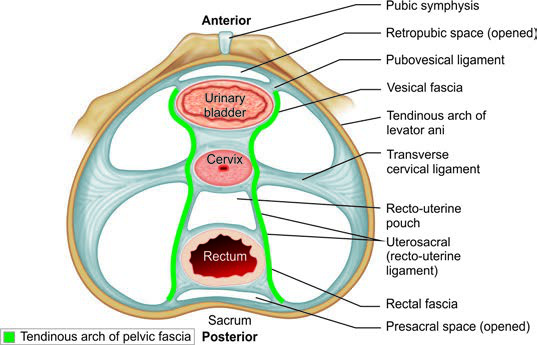 Anterior
Pubic symphysis
Retropubic space (opened)
Pubovesical ligament
Vesical fascia
Tendinous arch of
levator ani
Transverse
cervical ligament
Recto-uterine
pouch
Uterosacral
(recto-uterine
ligament)
Rectal fascia
Presacral space (opened)
Urinary
bladder
Cervix
Rectum
Sacrum
Posterior
Tendinous arch of pelvic fascia